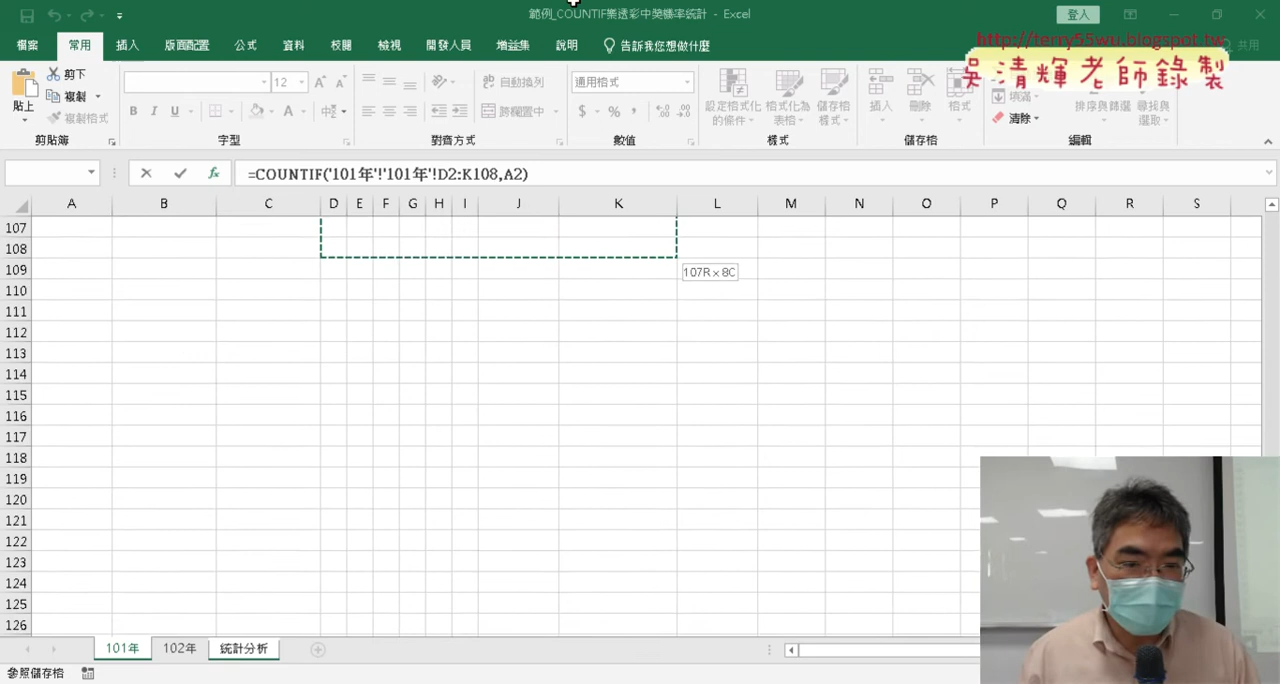 範例_COUNTIF樂透彩中獎機率統計 - Excel
登入
檔案 常用 插入 版面配置 公式 資料 校閱 檢視 開發人員 增益集 說明 告訴我您想做什麼 共用
http://terry55wu.blogspot.tw
吳清輝老師錄製
貼上 剪下 複製 複製格式
12 A A B I U A 中
自動換列 跨欄置中
通用格式 $ % ,
設定格式化的條件 格式化為表格 儲存格樣式
插入 刪除 格式
填滿 清除 排序與篩選 尋找與選取
剪貼簿 字型 對齊方式 數值 樣式 儲存格 編輯
fx =COUNTIF('101年'!'101年'!D2:K108,A2)
A B C D E F G H I J K L M N O P Q R S
107
108
109
107R x 8C
110
111
112
113
114
115
116
117
118
119
120
121
122
123
124
125
126
101年 102年 統計分析
參照儲存格